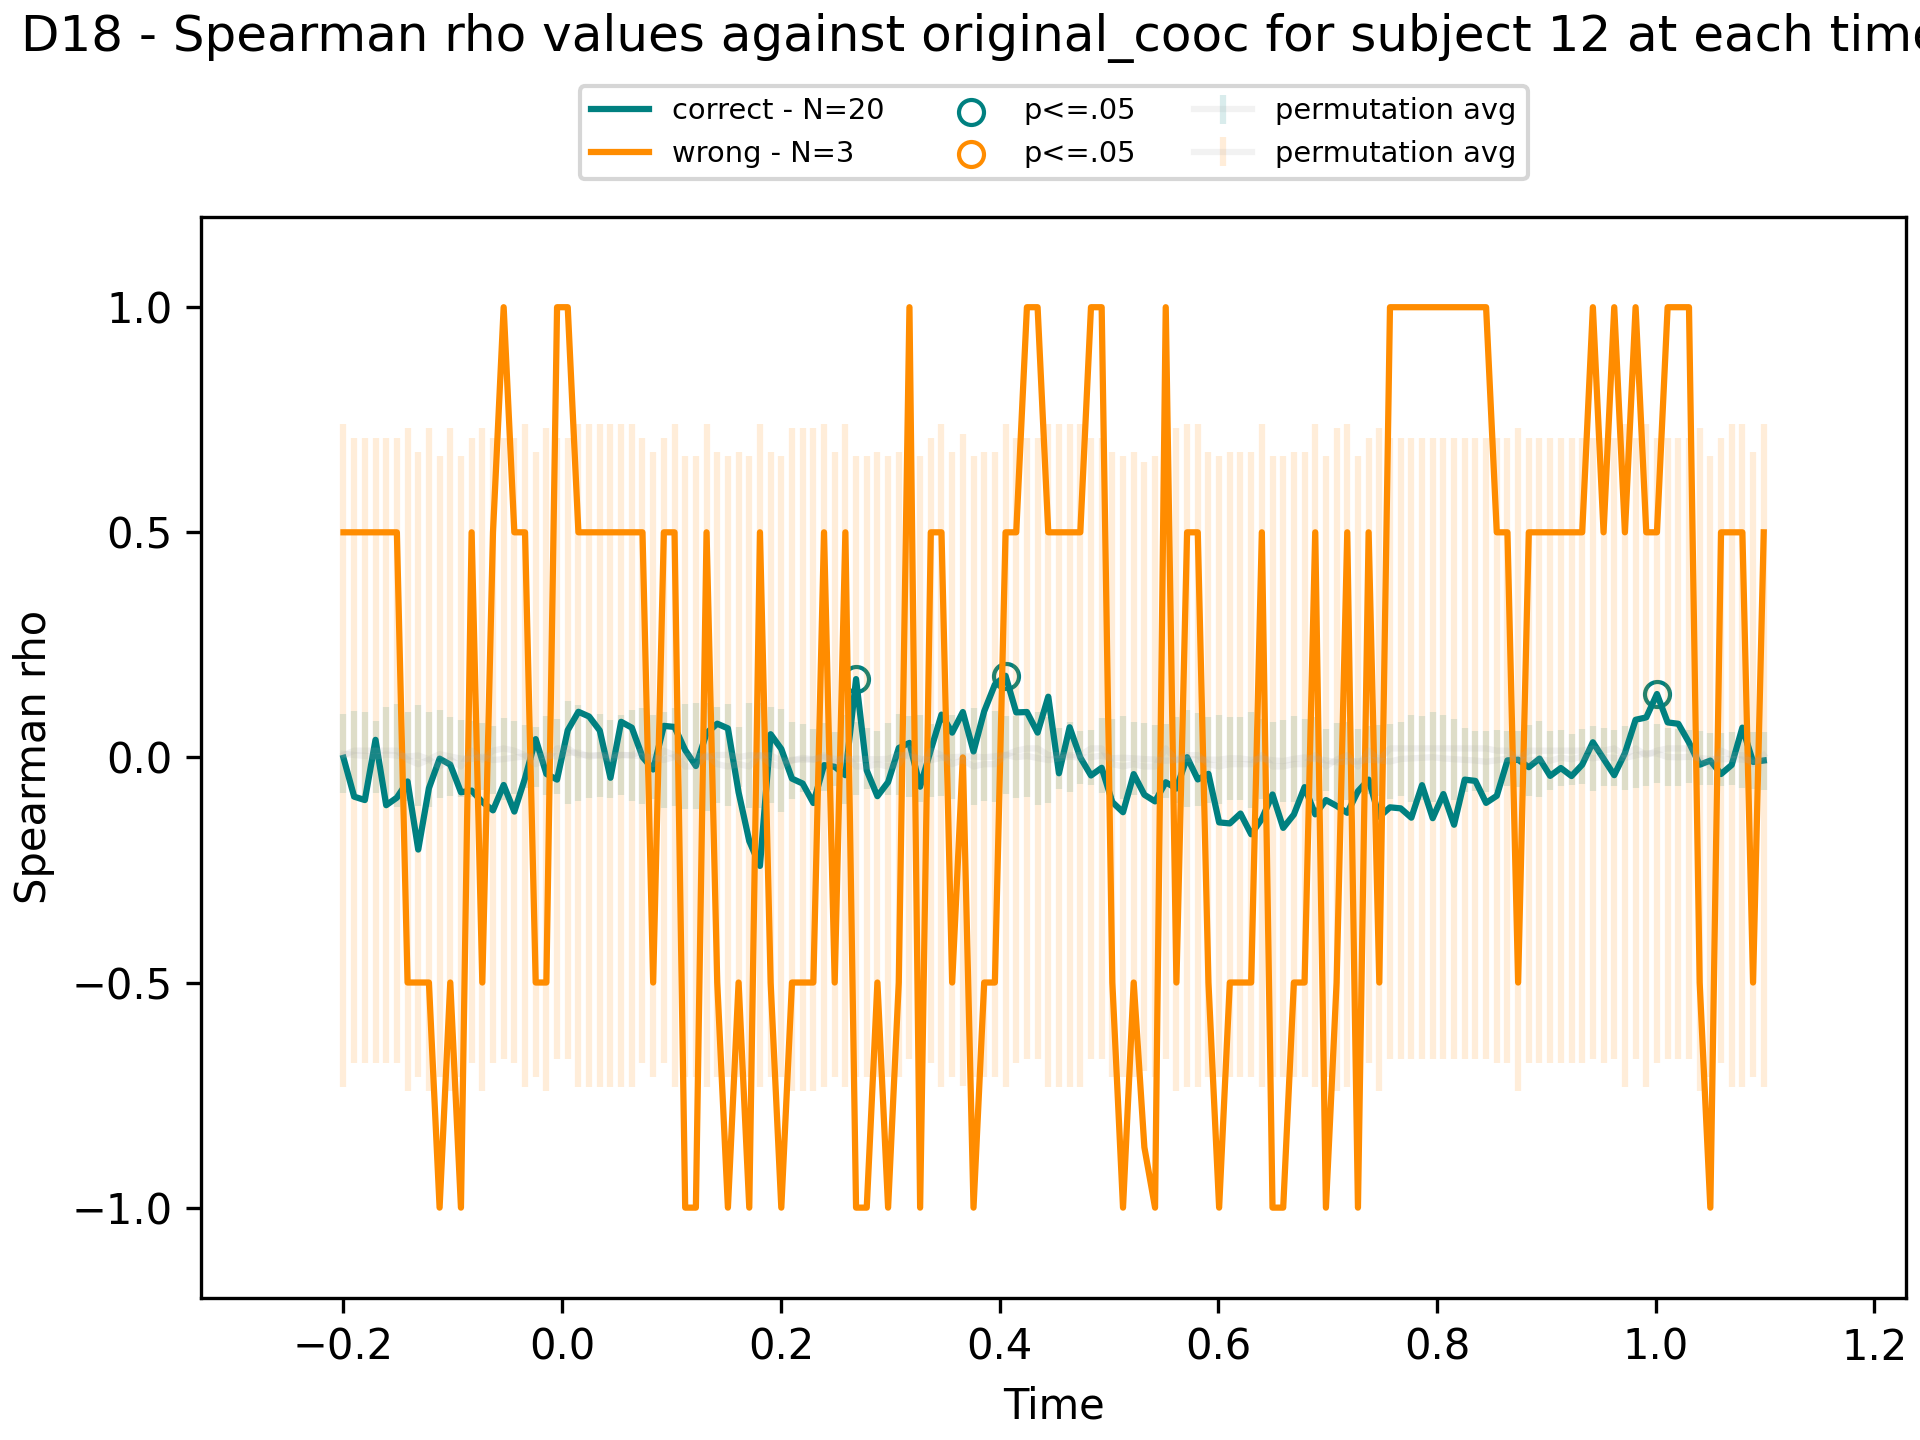 D18 - Spearman rho values against original_cooc for subject 12 at each time
correct - N=20
wrong - N=3
p<=.05
p<=.05
permutation avg
permutation avg
1.0
0.5
0.0
−0.5
−1.0
Spearman rho
−0.2 0.0 0.2 0.4 0.6 0.8 1.0 1.2
Time